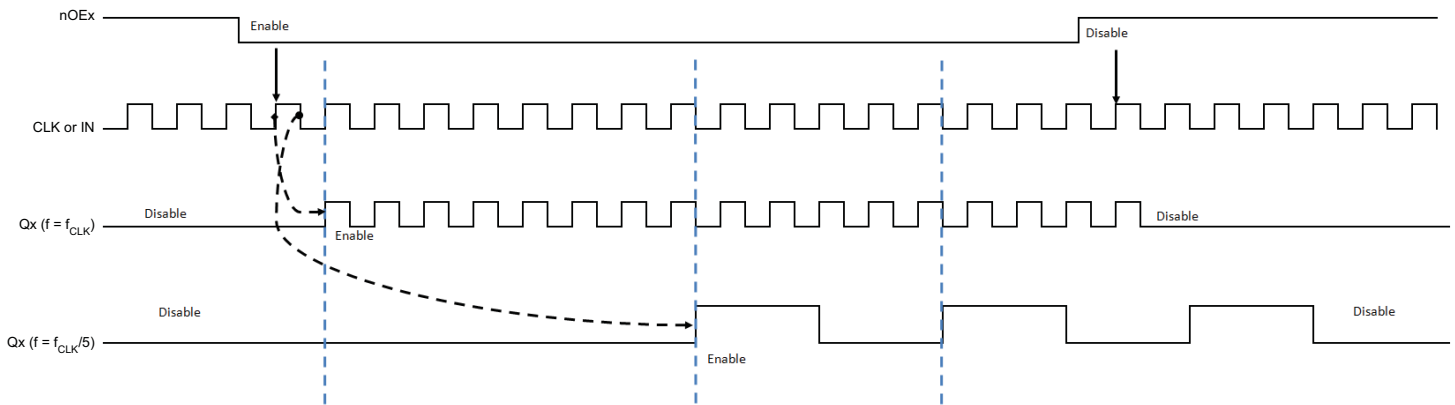 nOEx
Enable
Disable
CLK or IN
Disable
Disable
Qx (f = fCLK)
Enable
Disable
Disable
Qx (f = fCLK/5)
Enable